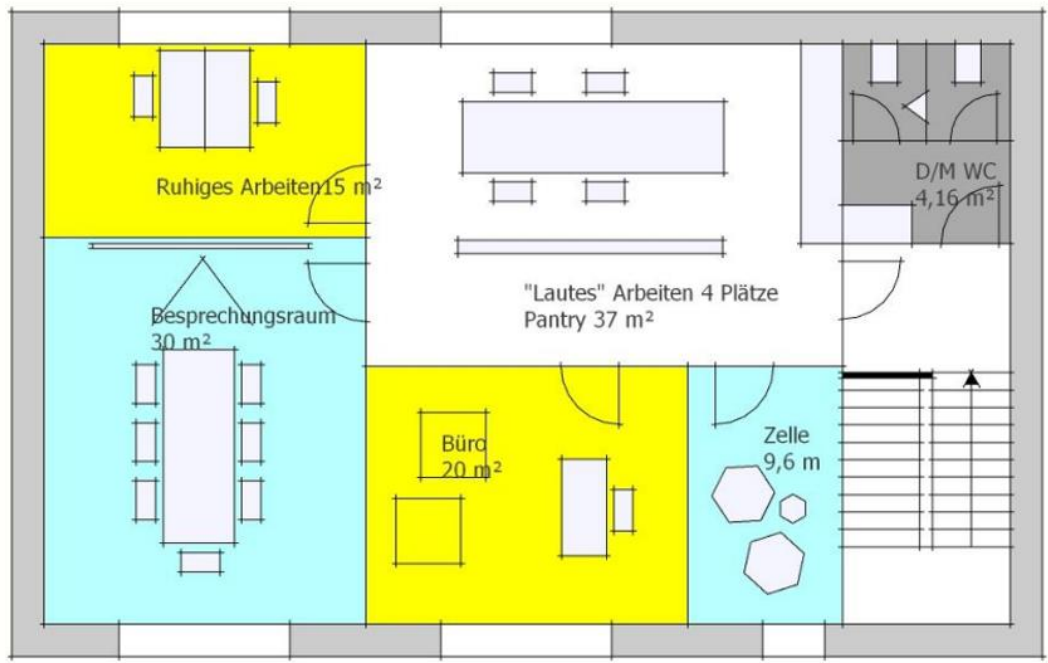 Ruhiges Arbeiten15 m²
D/M WC
4,16 m²
"Lautes" Arbeiten 4 Plätze
Pantry 37 m²
Besprechungsraum
30 m²
Büro
20 m²
Zelle
9,6 m